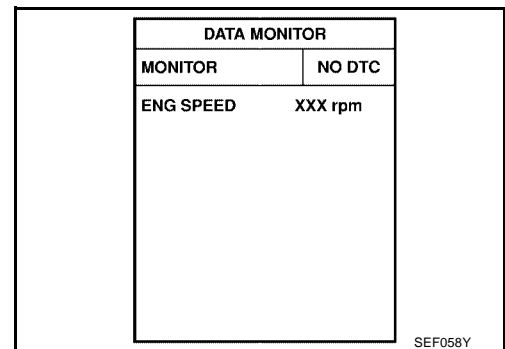 DATA MONITOR
MONITOR NO DTC
ENG SPEED XXX rpm
SEF058Y